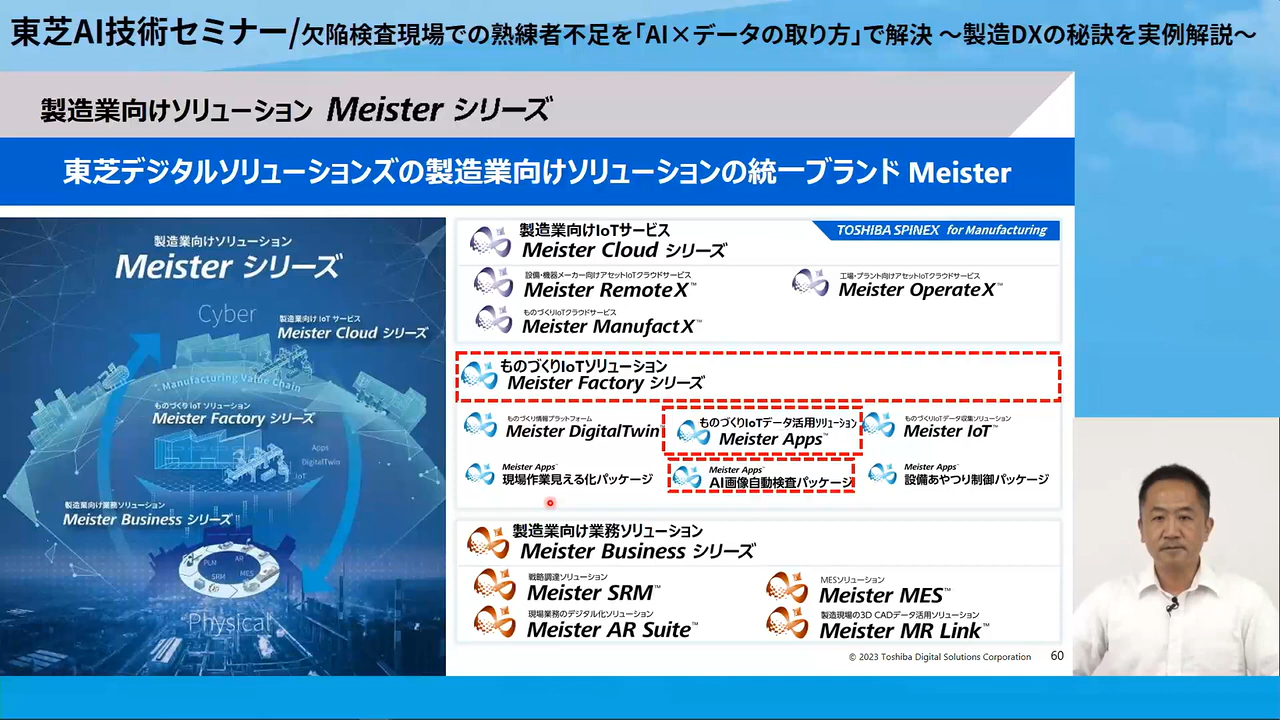 東芝AI技術セミナー/欠陥検査現場での熟練者不足を「AI×データの取り方」で解決 ～製造DXの秘訣を実例解説～
製造業向けソリューション Meister シリーズ
東芝デジタルソリューションズの製造業向けソリューションの統一ブランド Meister
製造業向けソリューション
Meister シリーズ
Cyber
製造業向け IoT サービス
Meister Cloud シリーズ
Manufacturing Value Chain
ものづくり IoT ソリューション
Meister Factory シリーズ
Apps
DigitalTwin
IoT
製造業向け業務ソリューション
Meister Business シリーズ
PLM
AR
SRM
MES
Physical
製造業向けIoTサービス
Meister Cloud シリーズ
TOSHIBA SPINEX for Manufacturing
設備・機器メーカー向けアセットIoTクラウドサービス
Meister RemoteX™
工場・プラント向けアセットIoTクラウドサービス
Meister OperateX™
ものづくりIoTクラウドサービス
Meister ManufactX™
ものづくりIoTソリューション
Meister Factory シリーズ
ものづくり情報プラットフォーム
Meister DigitalTwin
ものづくりIoTデータ活用ソリューション
Meister Apps™
ものづくりIoTデータ収集ソリューション
Meister IoT™
Meister Apps™
現場作業見える化パッケージ
Meister Apps™
AI画像自動検査パッケージ
Meister Apps™
設備あやつり制御パッケージ
製造業向け業務ソリューション
Meister Business シリーズ
戦略調達ソリューション
Meister SRM™
MESソリューション
Meister MES™
現場業務のデジタル化ソリューション
Meister AR Suite™
製造現場の3D CADデータ活用ソリューション
Meister MR Link™
© 2023 Toshiba Digital Solutions Corporation 60